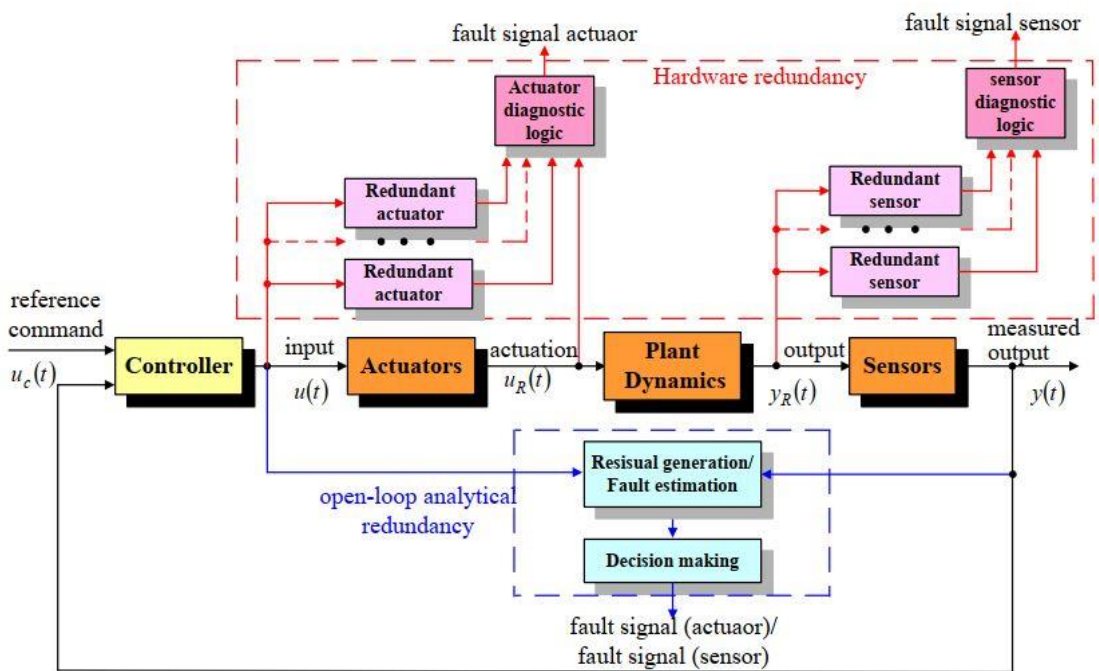 fault signal actuaor
fault signal sensor
Hardware redundancy
Actuator
diagnostic
logic
sensor
diagnostic
logic
Redundant
actuator
Redundant
sensor
• • •
• • •
Redundant
actuator
Redundant
sensor
reference
command
u_c(t)
Controller
input
u(t)
Actuators
actuation
u_R(t)
Plant
Dynamics
output
y_R(t)
Sensors
measured
output
y(t)
open-loop analytical
redundancy
Resisual generation/
Fault estimation
Decision making
fault signal (actuaor)/
fault signal (sensor)